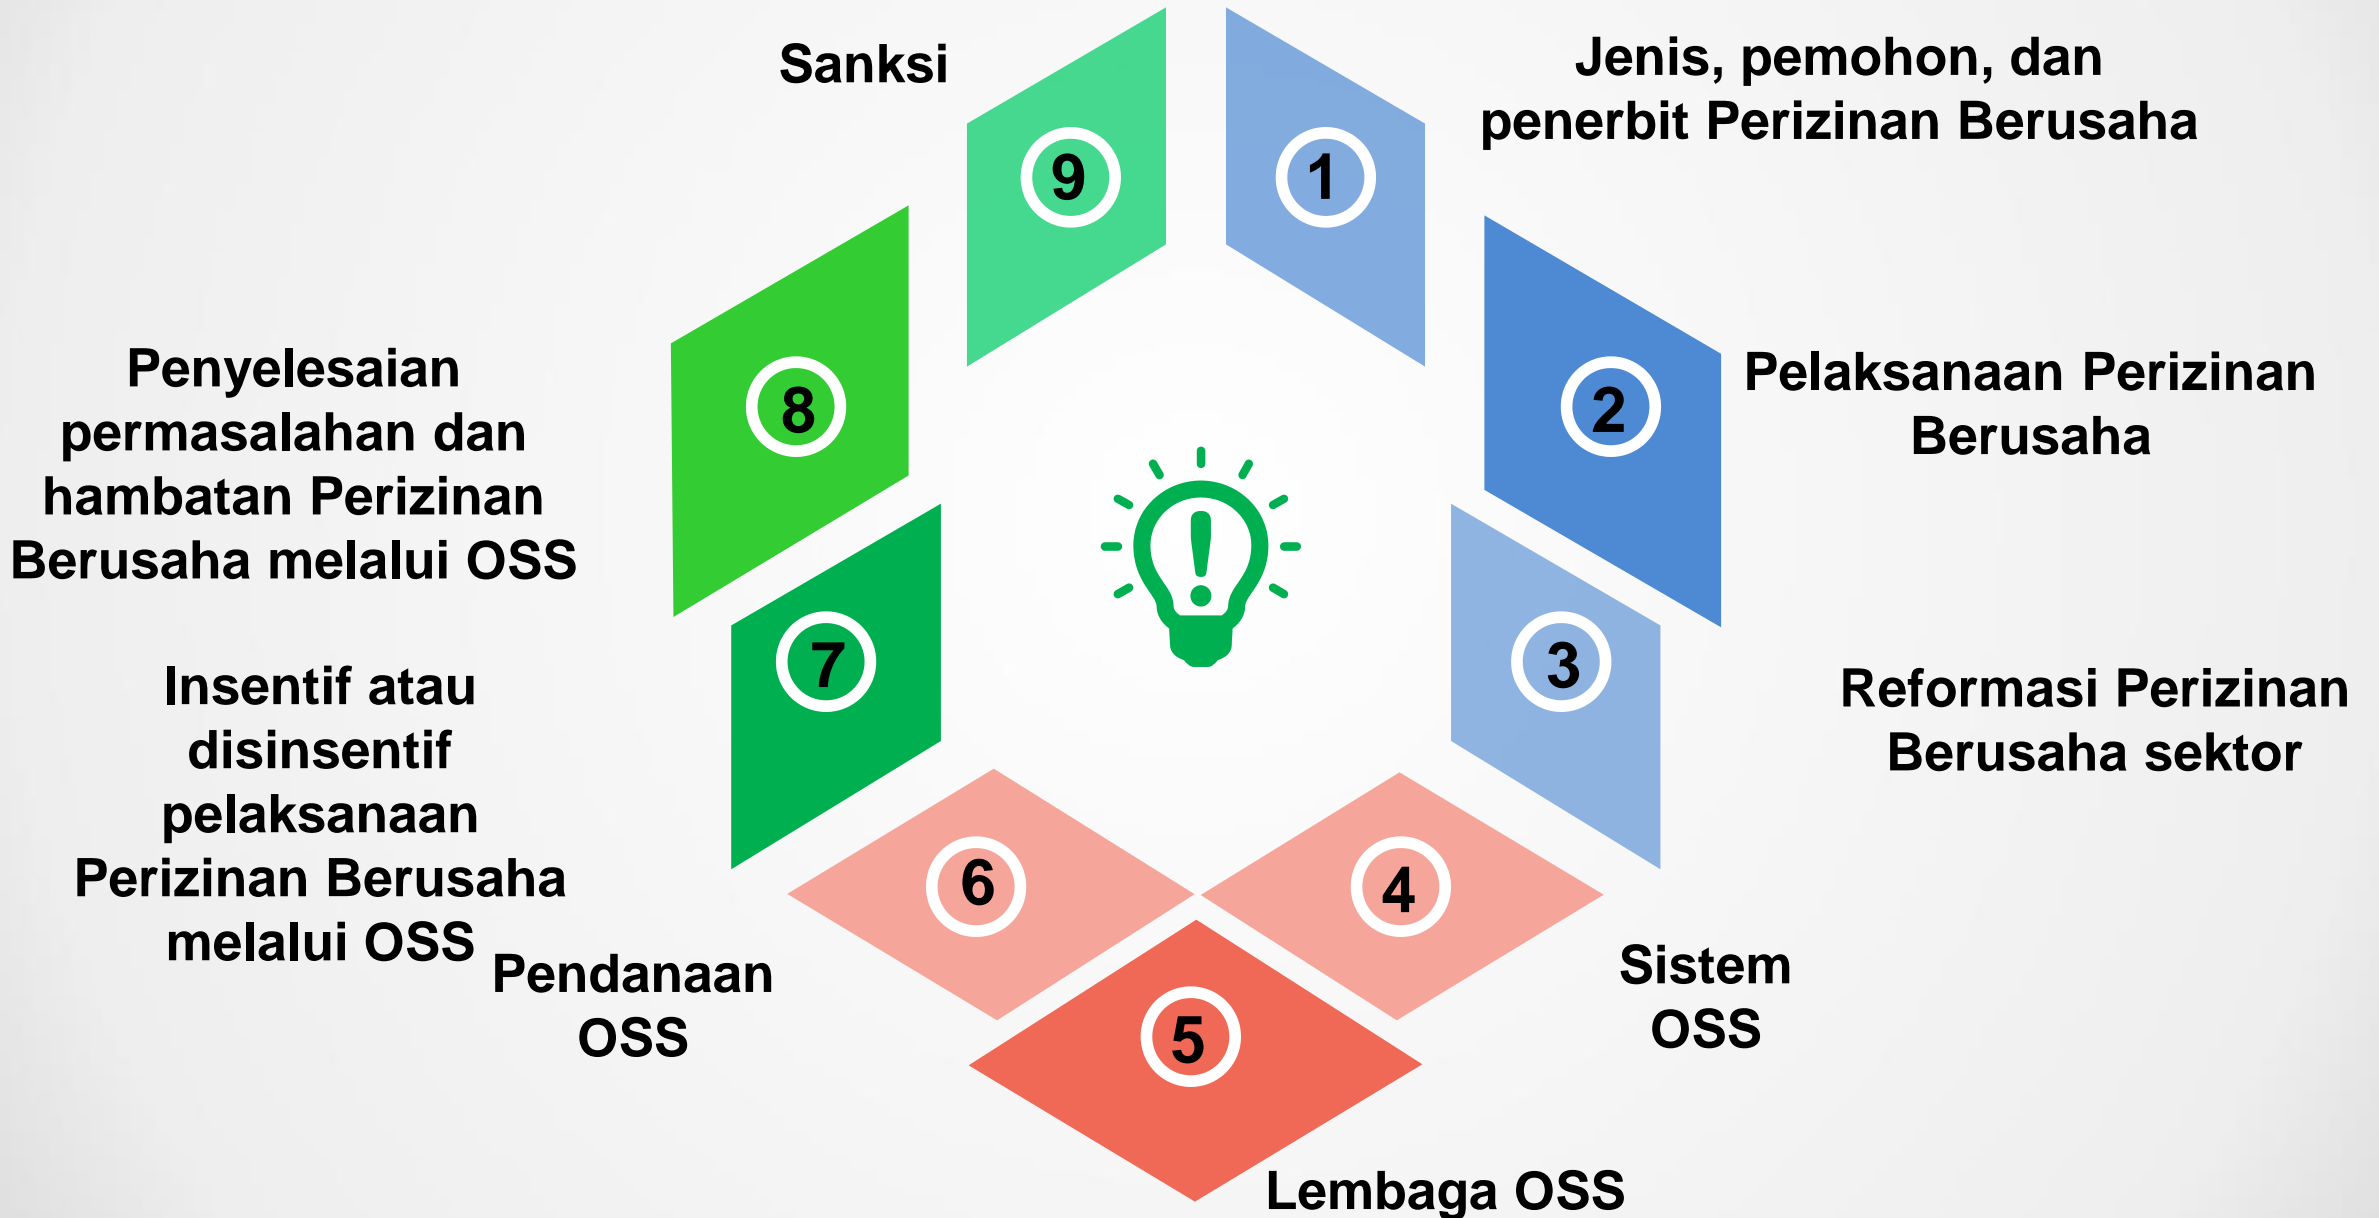 1
Jenis, pemohon, dan
penerbit Perizinan Berusaha
2
Pelaksanaan Perizinan
Berusaha
3
Reformasi Perizinan
Berusaha sektor
4
Sistem
OSS
5
Lembaga OSS
6
Pendanaan
OSS
7
Insentif atau
disinsentif
pelaksanaan
Perizinan Berusaha
melalui OSS
8
Penyelesaian
permasalahan dan
hambatan Perizinan
Berusaha melalui OSS
9
Sanksi